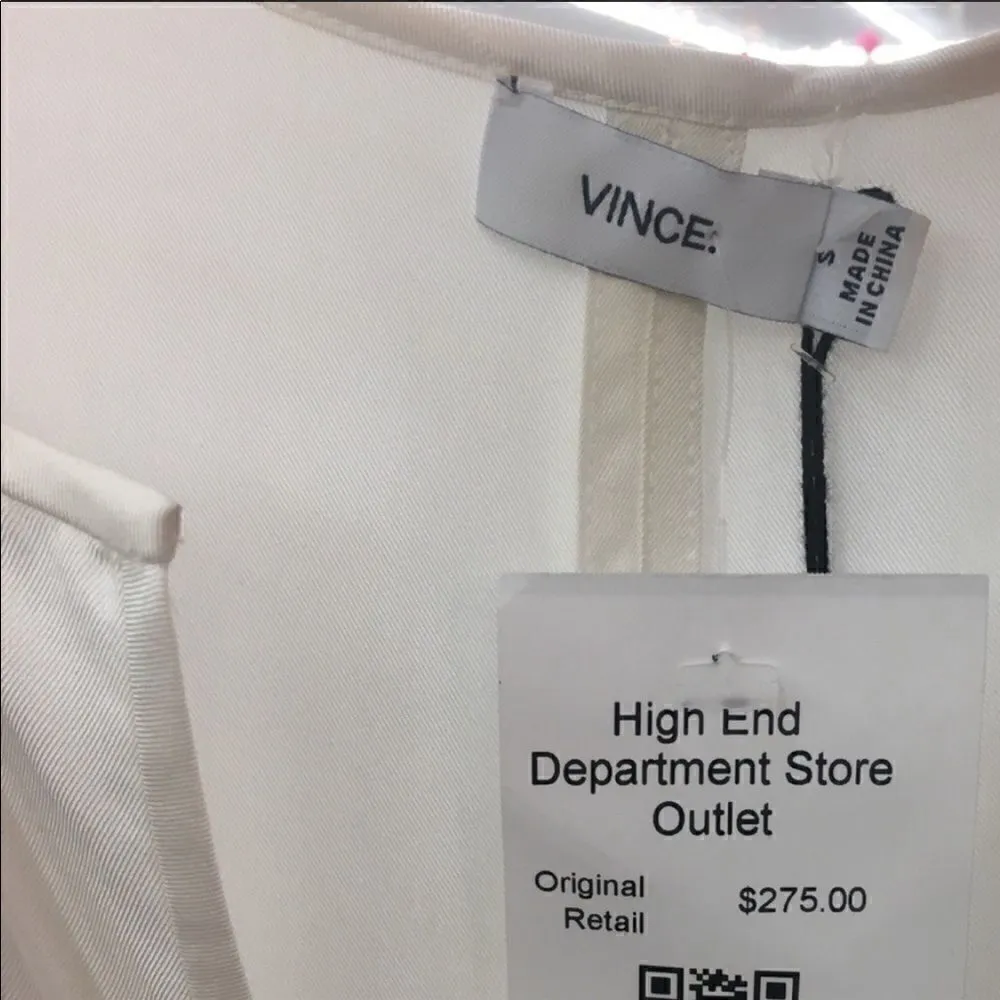 VINCE.
S
MADE
IN CHINA
High End
Department Store
Outlet
Original
Retail
$275.00